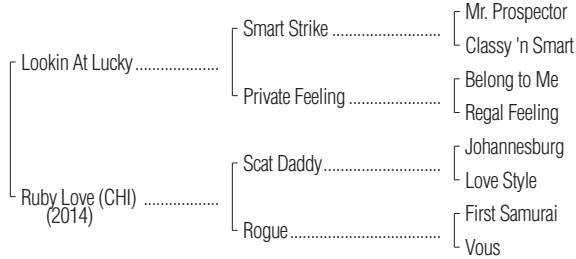 Mr. Prospector
Smart Strike ........................
Classy 'n Smart
Lookin At Lucky ...................
Belong to Me
Private Feeling .....................
Regal Feeling
Johannesburg
Scat Daddy ..........................
Love Style
Ruby Love (CHI) .................
(2014)
First Samurai
Rogue ..................................
Vous